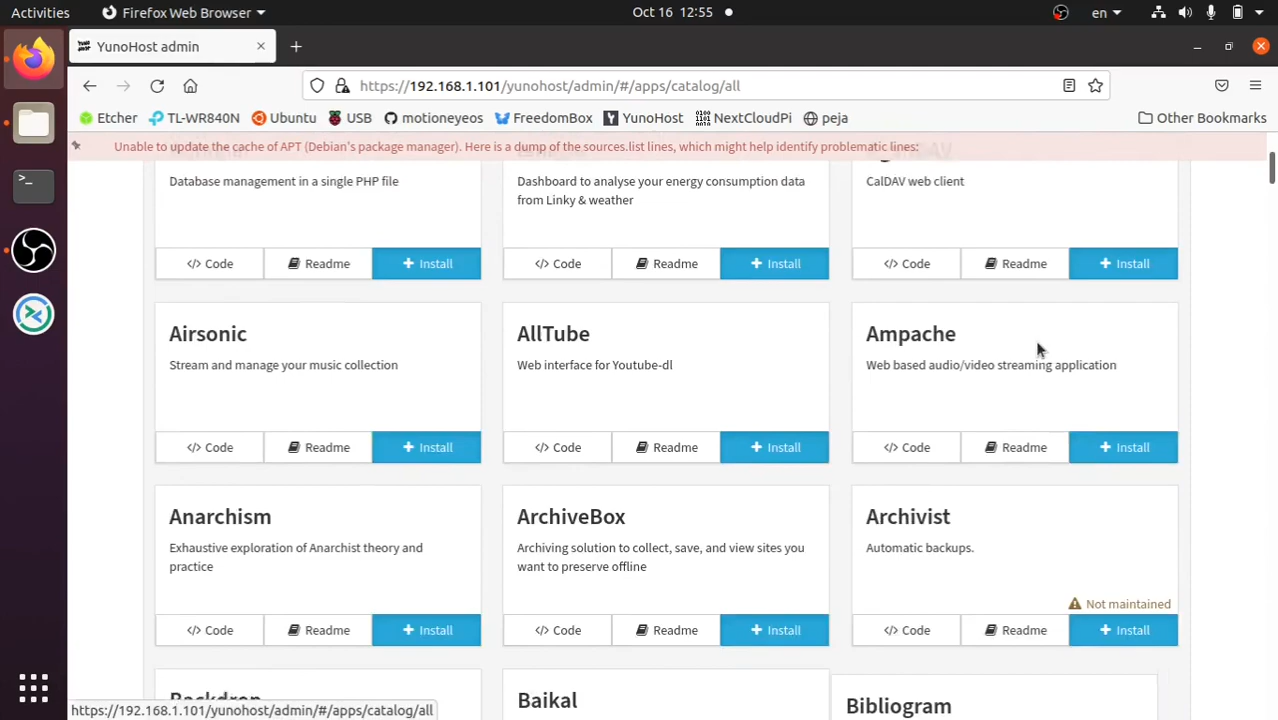 Activities
Firefox Web Browser
Oct 16 12:55
en
YunoHost admin
https://192.168.1.101/yunohost/admin/#/apps/catalog/all
Etcher
TL-WR840N
Ubuntu
USB
motioneyeos
FreedomBox
YunoHost
NextCloudPi
peja
Other Bookmarks
Unable to update the cache of APT (Debian's package manager). Here is a dump of the sources.list lines, which might help identify problematic lines:
Database management in a single PHP file
Dashboard to analyse your energy consumption data
from Linky & weather
CalDAV web client
</> Code
Readme
+ Install
</> Code
Readme
+ Install
</> Code
Readme
+ Install
Airsonic
Stream and manage your music collection
AllTube
Web interface for Youtube-dl
Ampache
Web based audio/video streaming application
</> Code
Readme
+ Install
</> Code
Readme
+ Install
</> Code
Readme
+ Install
Anarchism
Exhaustive exploration of Anarchist theory and
practice
ArchiveBox
Archiving solution to collect, save, and view sites you
want to preserve offline
Archivist
Automatic backups.
Not maintained
</> Code
Readme
+ Install
</> Code
Readme
+ Install
</> Code
Readme
+ Install
Backdrop
Baikal
Bibliogram
https://192.168.1.101/yunohost/admin/#/apps/catalog/all